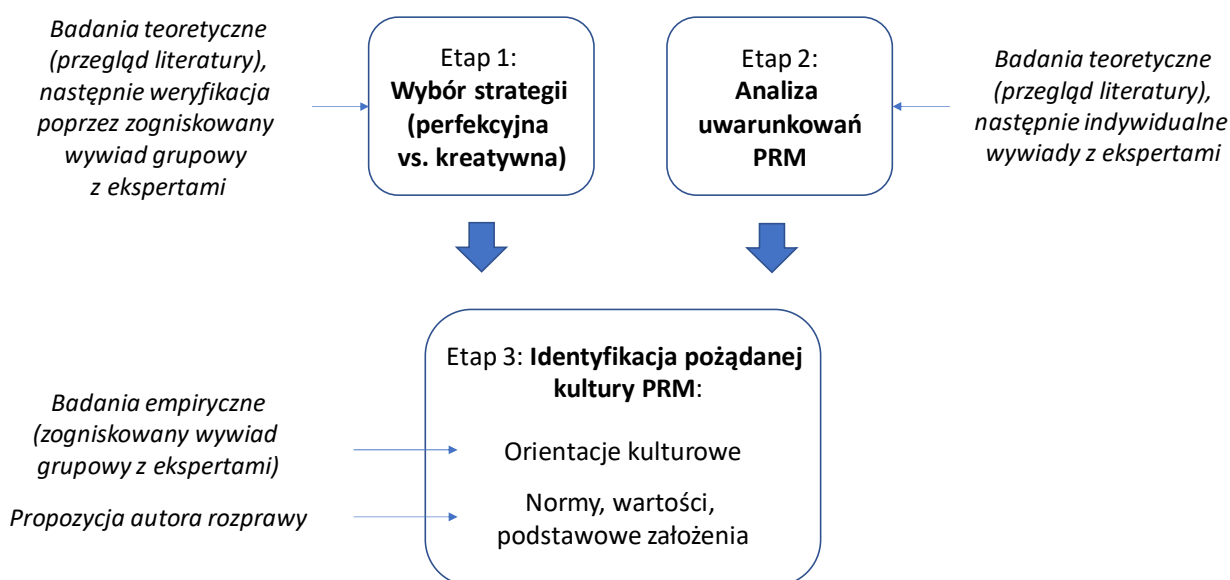 Badania teoretyczne
(przegląd literatury),
następnie weryfikacja
poprzez zogniskowany
wywiad grupowy
z ekspertami
Etap 1:
Wybór strategii
(perfekcyjna
vs. kreatywna)
Etap 2:
Analiza
uwarunkowań
PRM
Badania teoretyczne
(przegląd literatury),
następnie indywidualne
wywiady z ekspertami
Etap 3: Identyfikacja pożądanej
kultury PRM:
Badania empiryczne
(zogniskowany wywiad
grupowy z ekspertami)
Orientacje kulturowe
Propozycja autora rozprawy
Normy, wartości,
podstawowe założenia